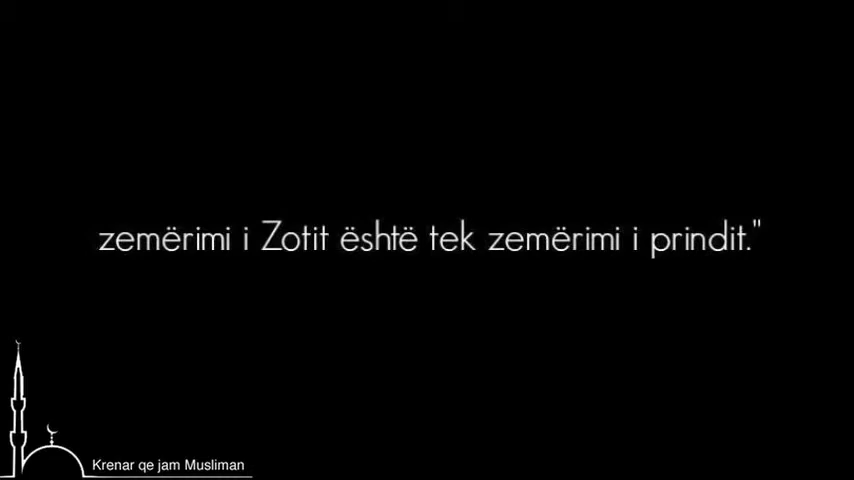 zemërimi i Zotit është tek zemërimi i prindit."
Krenar qe jam Musliman